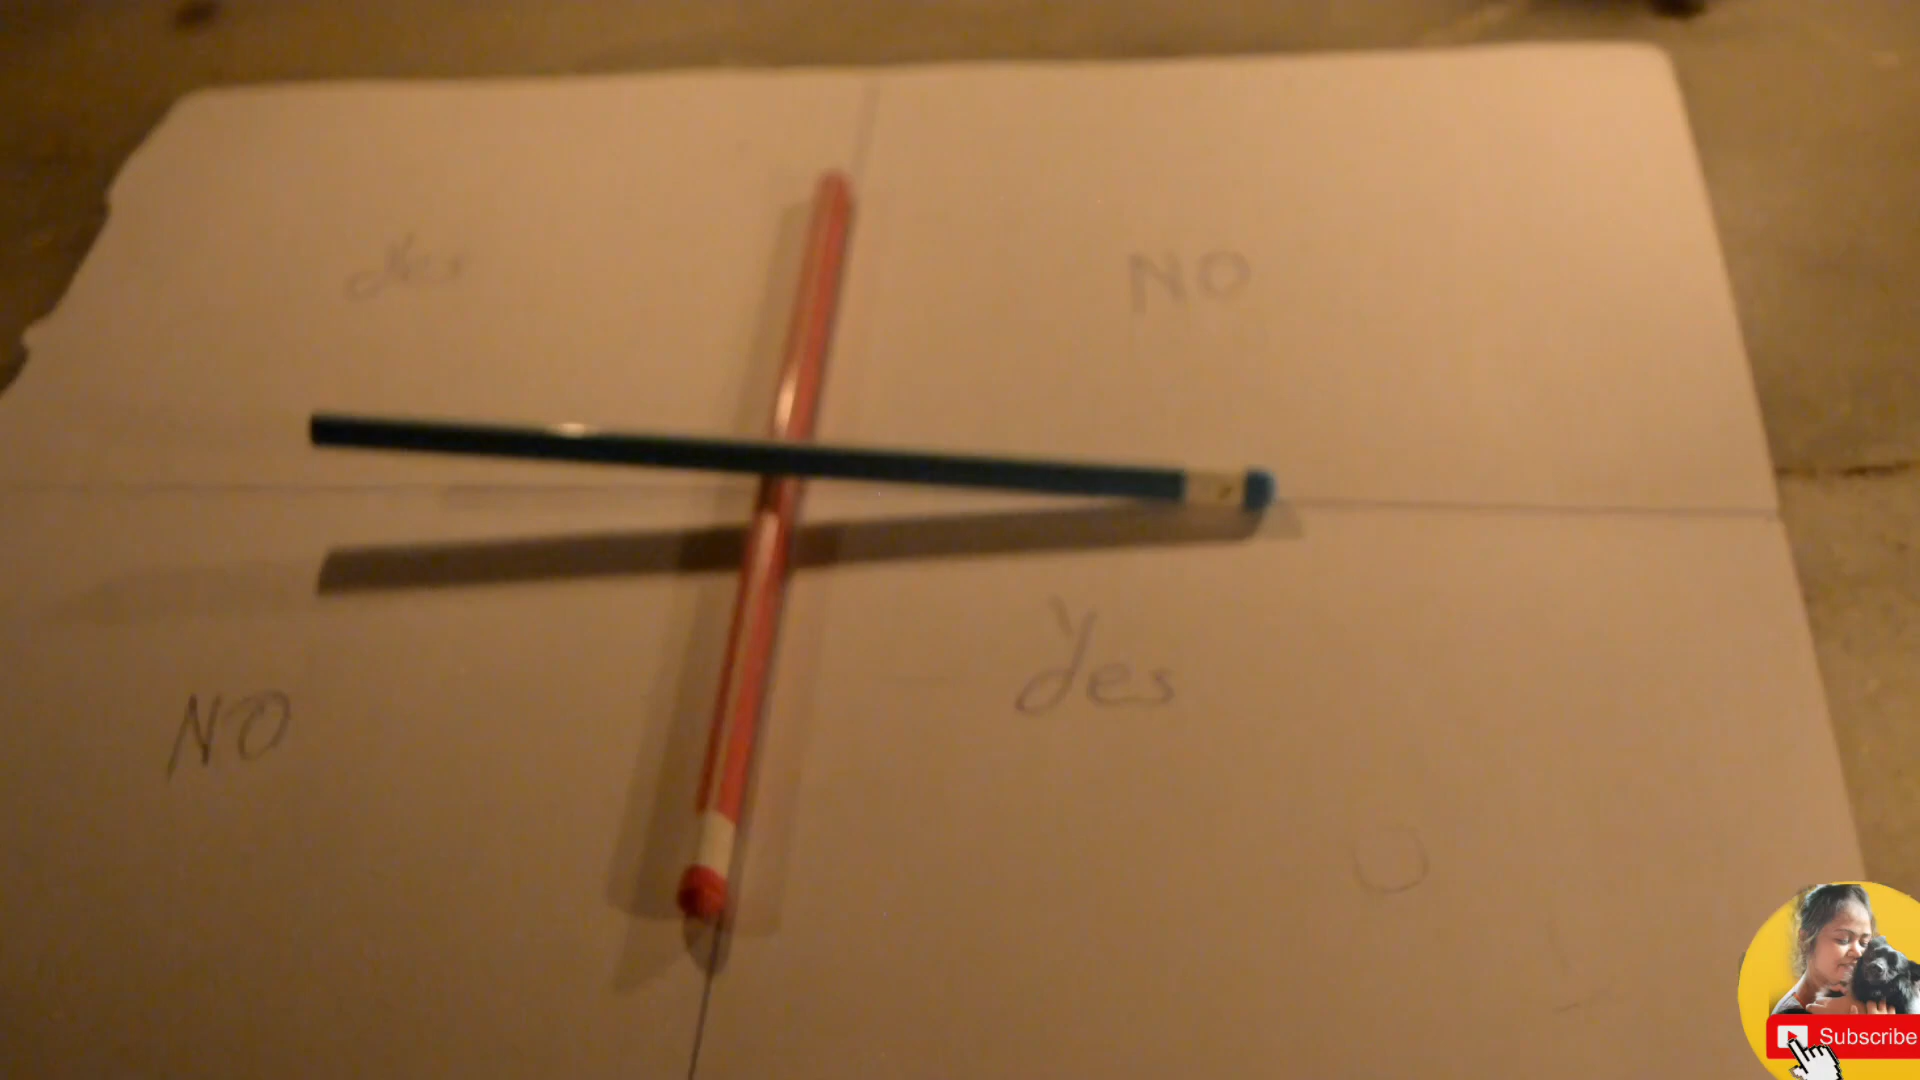 Yes
NO
NO
Yes
Subscribe